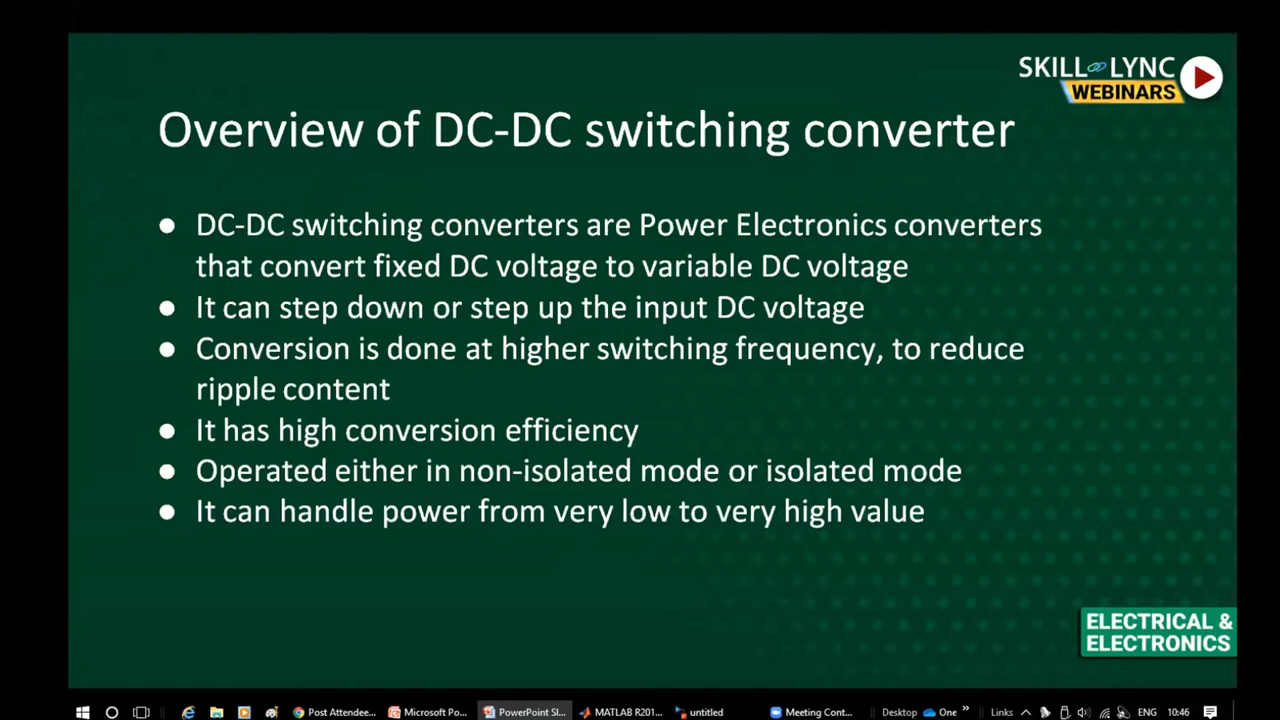 SKILL LYNC
WEBINARS
Overview of DC-DC switching converter
● DC-DC switching converters are Power Electronics converters
that convert fixed DC voltage to variable DC voltage
● It can step down or step up the input DC voltage
● Conversion is done at higher switching frequency, to reduce
ripple content
● It has high conversion efficiency
● Operated either in non-isolated mode or isolated mode
● It can handle power from very low to very high value
ELECTRICAL &
ELECTRONICS
Post Attendee... Microsoft Po... PowerPoint Sl... MATLAB R201... untitled Meeting Cont... Desktop One » Links ENG 10:46